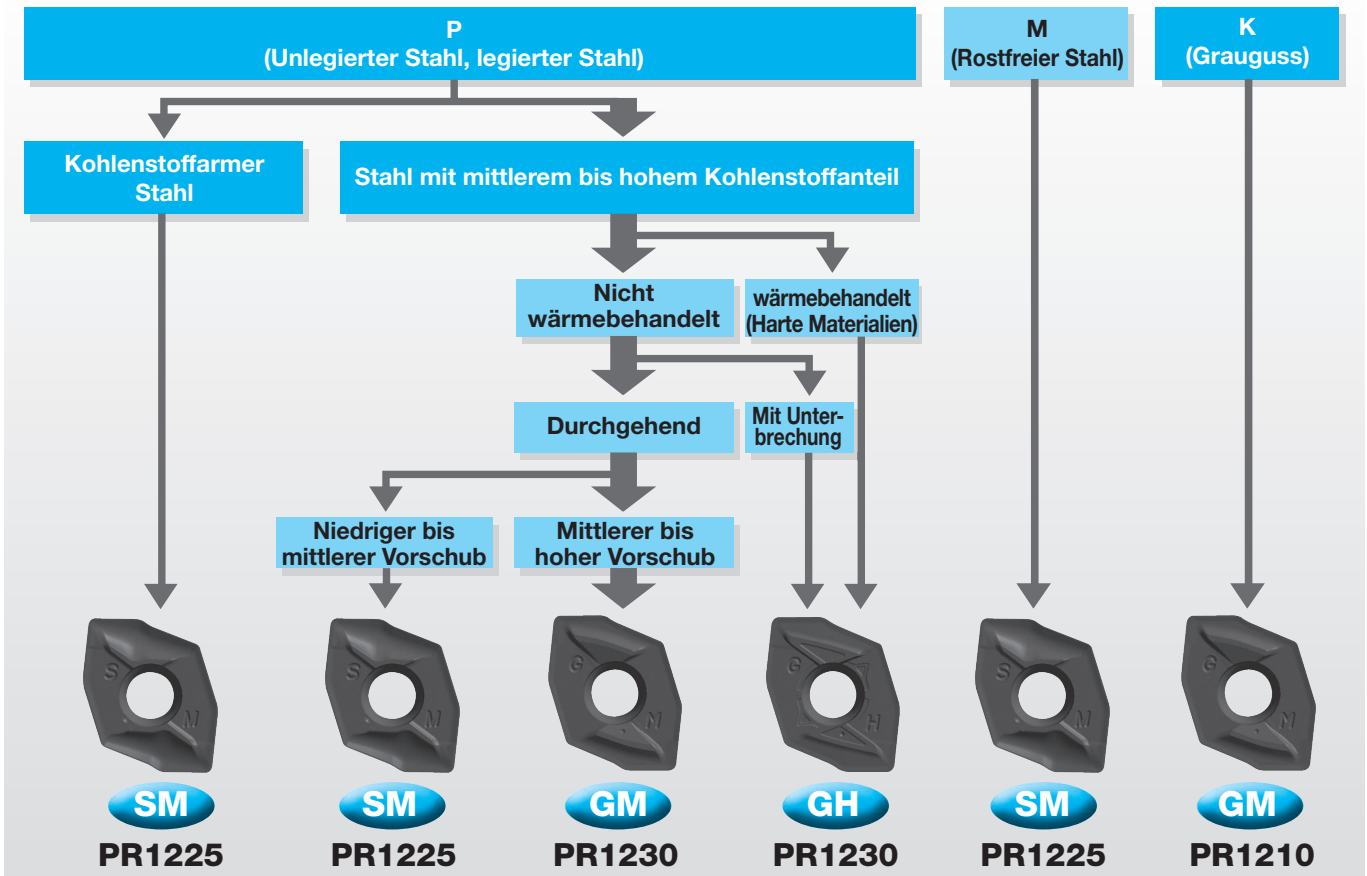 P
(Unlegierter Stahl, legierter Stahl)
M
(Rostfreier Stahl)
K
(Grauguss)
Kohlenstoffarmer
Stahl
Stahl mit mittlerem bis hohem Kohlenstoffanteil
Nicht
wärmebehandelt
wärmebehandelt
(Harte Materialien)
Durchgehend
Mit Unter-
brechung
Niedriger bis
mittlerer Vorschub
Mittlerer bis
hoher Vorschub
S
M
S
M
G
M
G
H
S
M
G
M
SM
SM
GM
GH
SM
GM
PR1225
PR1225
PR1230
PR1230
PR1225
PR1210